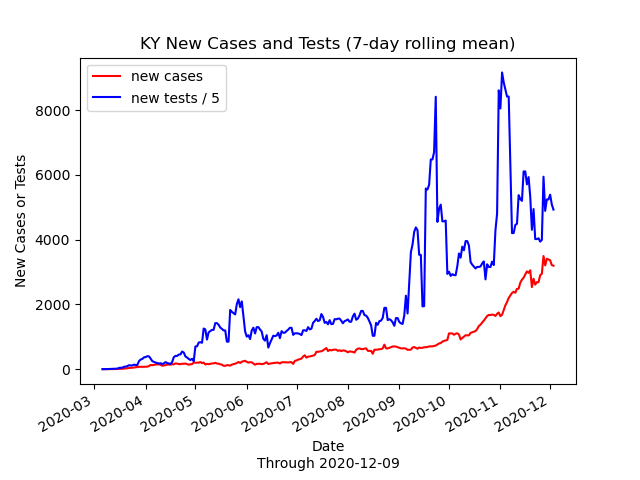 KY New Cases and Tests (7-day rolling mean)
new cases
new tests / 5
New Cases or Tests
8000
6000
4000
2000
0
2020-03
2020-04
2020-05
2020-06
2020-07
2020-08
2020-09
2020-10
2020-11
2020-12
Date
Through 2020-12-09